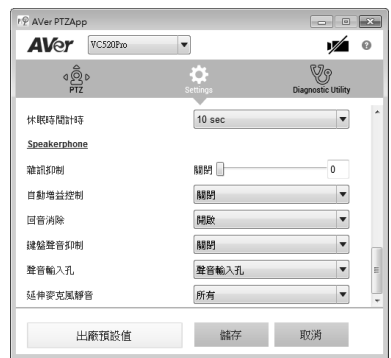 AVer PTZApp
AVer VC520Pro
PTZ Settings Diagnostic Utility
休眠時間計時 10 sec
Speakerphone
雜訊抑制 關閉 0
自動增益控制 關閉
回音消除 開啟
鍵盤聲音抑制 關閉
聲音輸入孔 聲音輸入孔
延伸麥克風靜音 所有
出廠預設值 儲存 取消